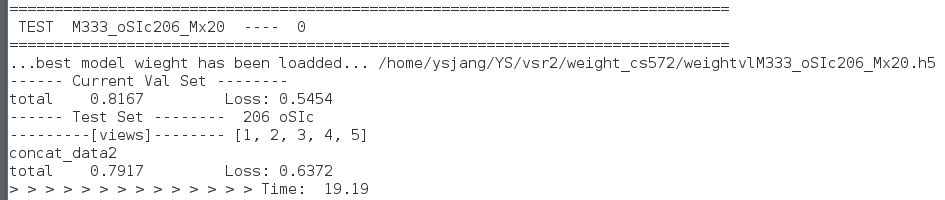 ================================================================================
TEST M333_oSIc206_Mx20 ---- 0
================================================================================
...best model wieght has been loadded... /home/ysjang/YS/vsr2/weight_cs572/weightvlM333_oSIc206_Mx20.h5
------ Current Val Set --------
total 0.8167 Loss: 0.5454
------ Test Set -------- 206 oSIc
---------[views]-------- [1, 2, 3, 4, 5]
concat_data2
total 0.7917 Loss: 0.6372
> > > > > > > > > > > > > > Time: 19.19